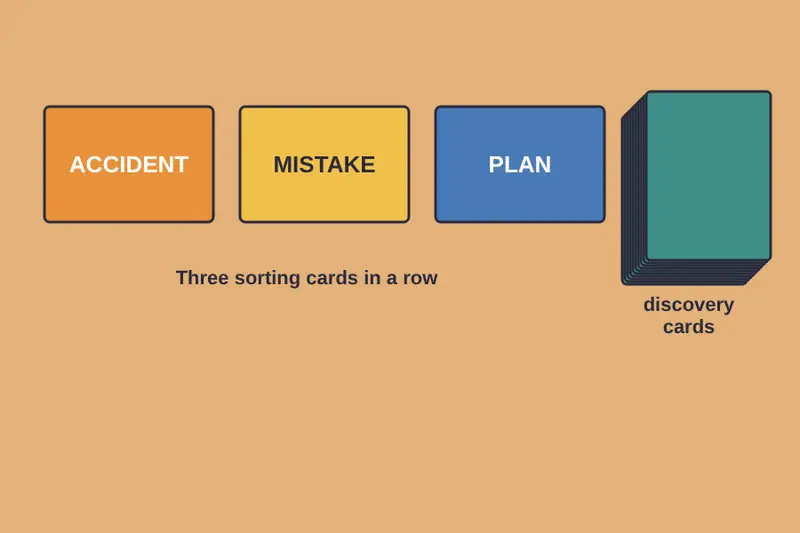 ACCIDENT
MISTAKE
PLAN
Three sorting cards in a row
discovery
cards